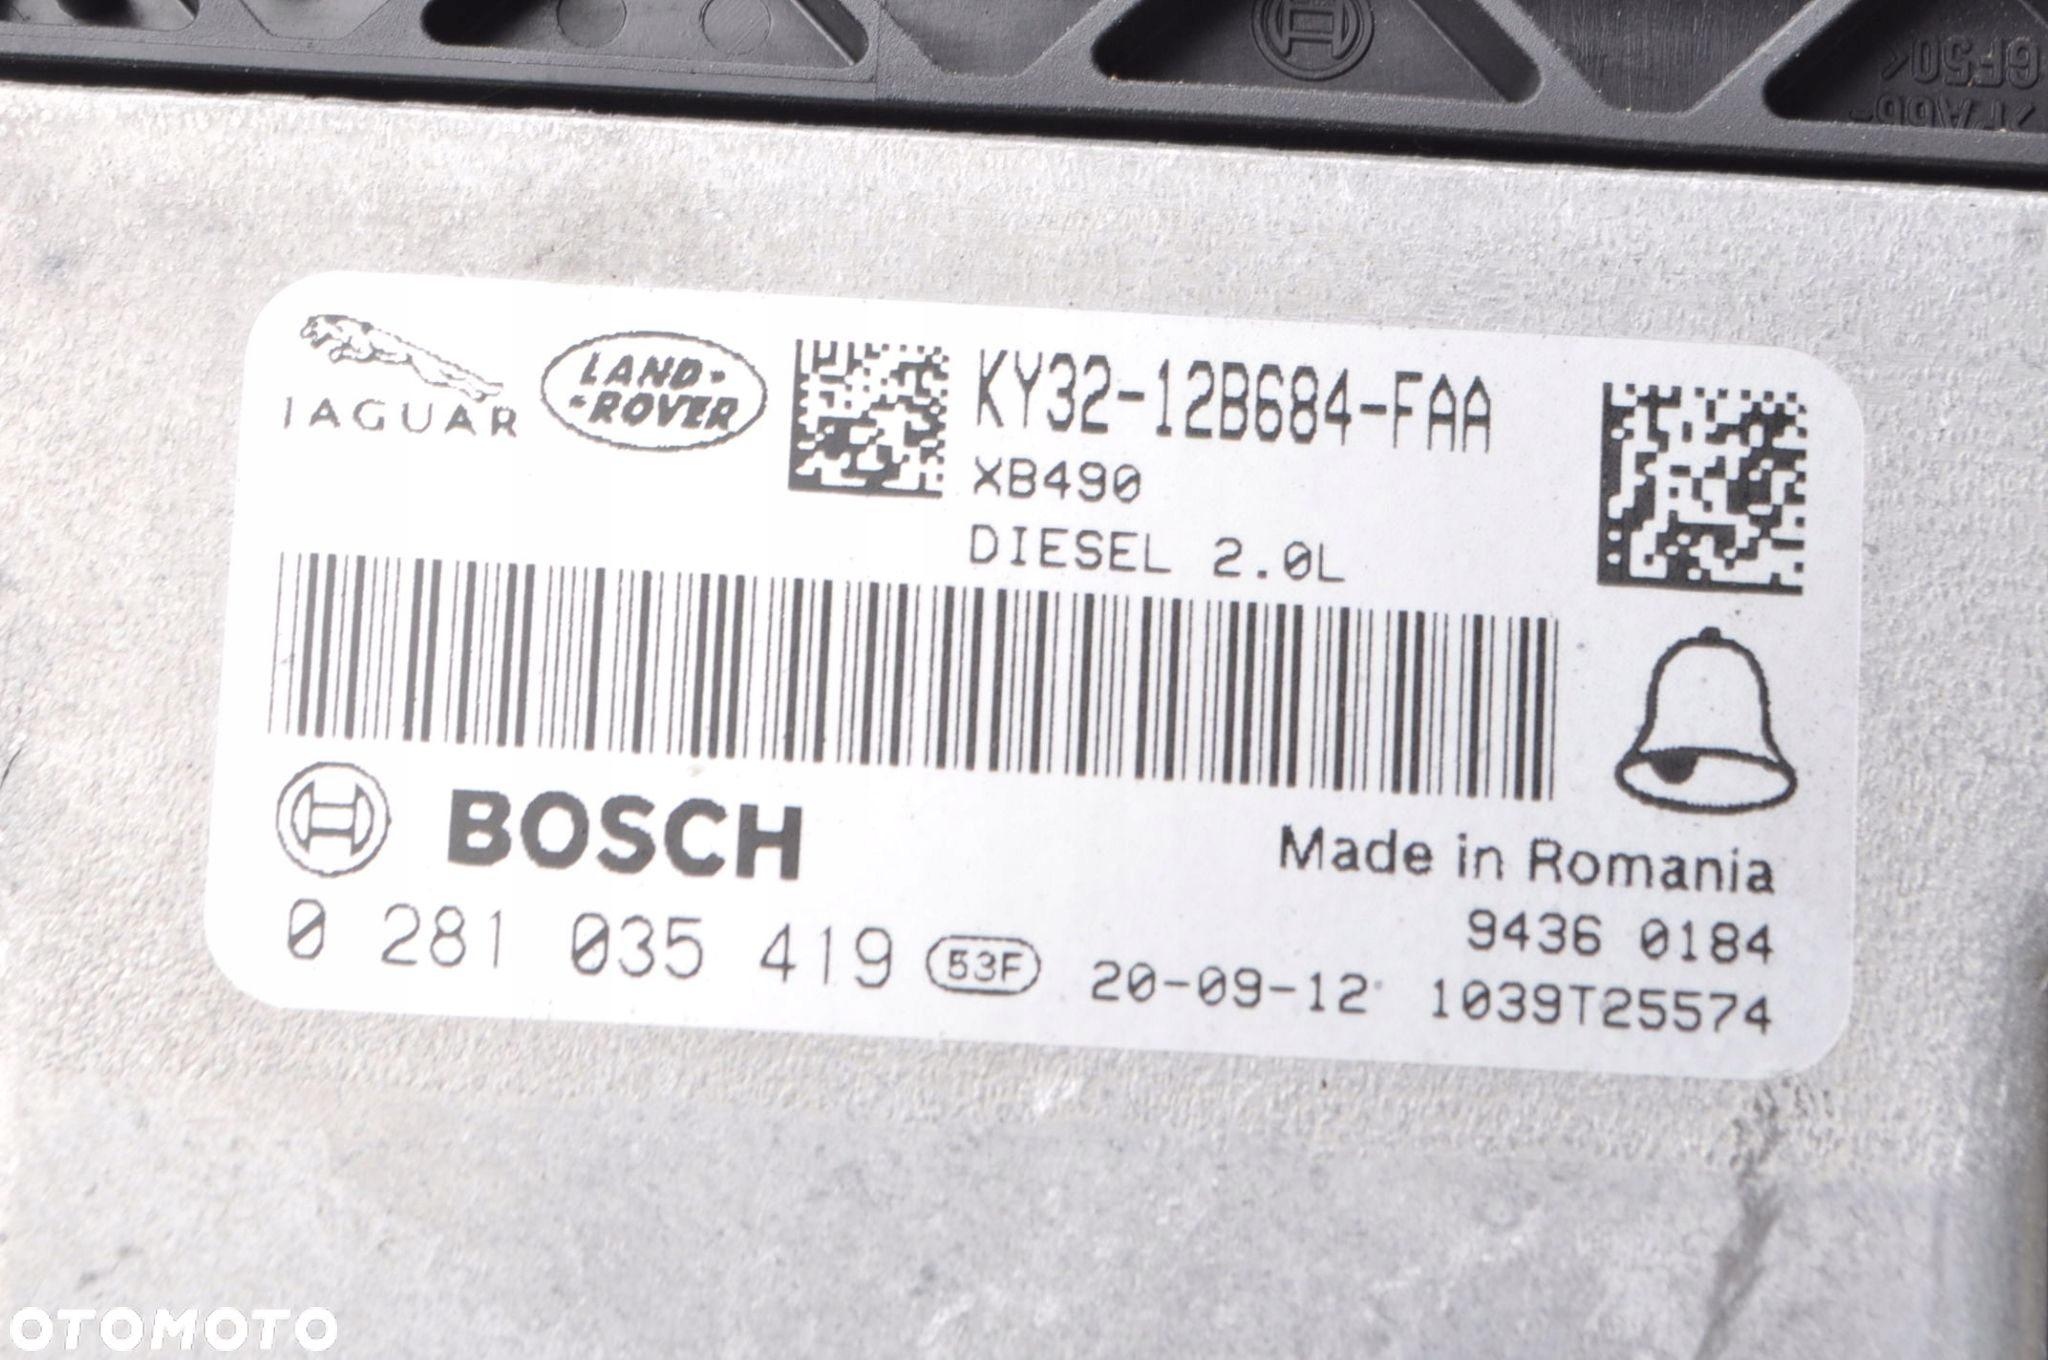 6F50<
JAGUAR
LAND-
-ROVER
KY32-12B684-FAA
XB490
DIESEL 2.0L
BOSCH
Made in Romania
9436 0184
0 281 035 419 53F 20-09-12 1039T25574
OTOMOTO